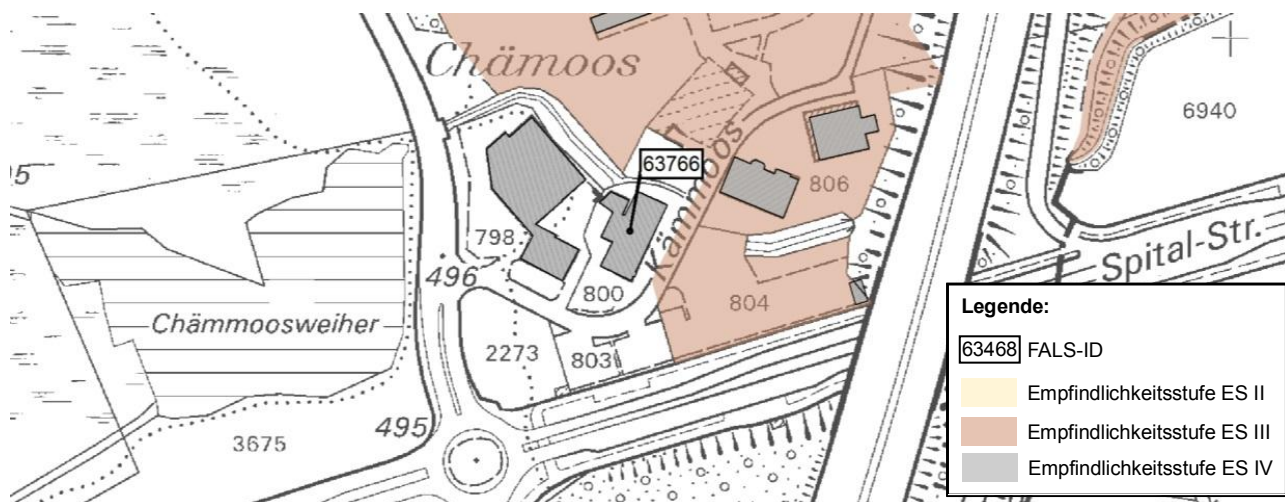 Chämoos
6940
5
63766
Kämmoos
806
798
496
800
804
Spital-Str.
Chämmoosweiher
2273
803
495
3675
Legende:
63468 FALS-ID
Empfindlichkeitsstufe ES II
Empfindlichkeitsstufe ES III
Empfindlichkeitsstufe ES IV